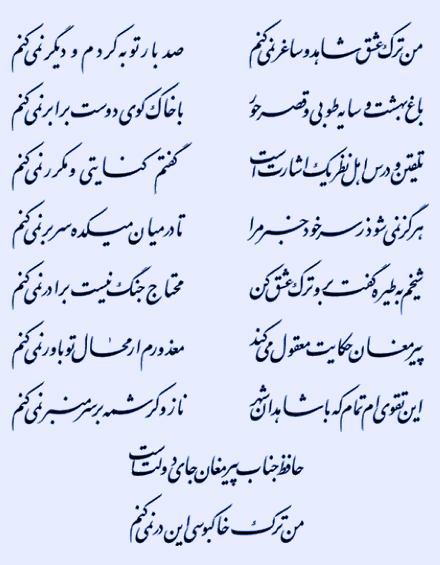 من ترک عشق شاهد و ساغر نمی‌کنم صد بار توبه کردم و دیگر نمی‌کنم
باغ بهشت و سایه طوبی و قصر حور با خاک کوی دوست برابر نمی‌کنم
تلقین و درس اهل نظر یک اشارت است گفتم کنایتی و مکرر نمی‌کنم
هرگز نمی‌شود ز سر خود خبر مرا تا در میان میکده سر بر نمی‌کنم
شیخم به طیره گفت برو ترک عشق کن محتاج جنگ نیست برادر نمی‌کنم
پیر مغان حکایت معقول می‌کند معذورم ار محال تو باور نمی‌کنم
این تقوی‌ام تمام که با شاهدان شهر ناز و کرشمه بر سر منبر نمی‌کنم
حافظ جناب پیر مغان جای دولت است
من ترک خاکبوسی این در نمی‌کنم